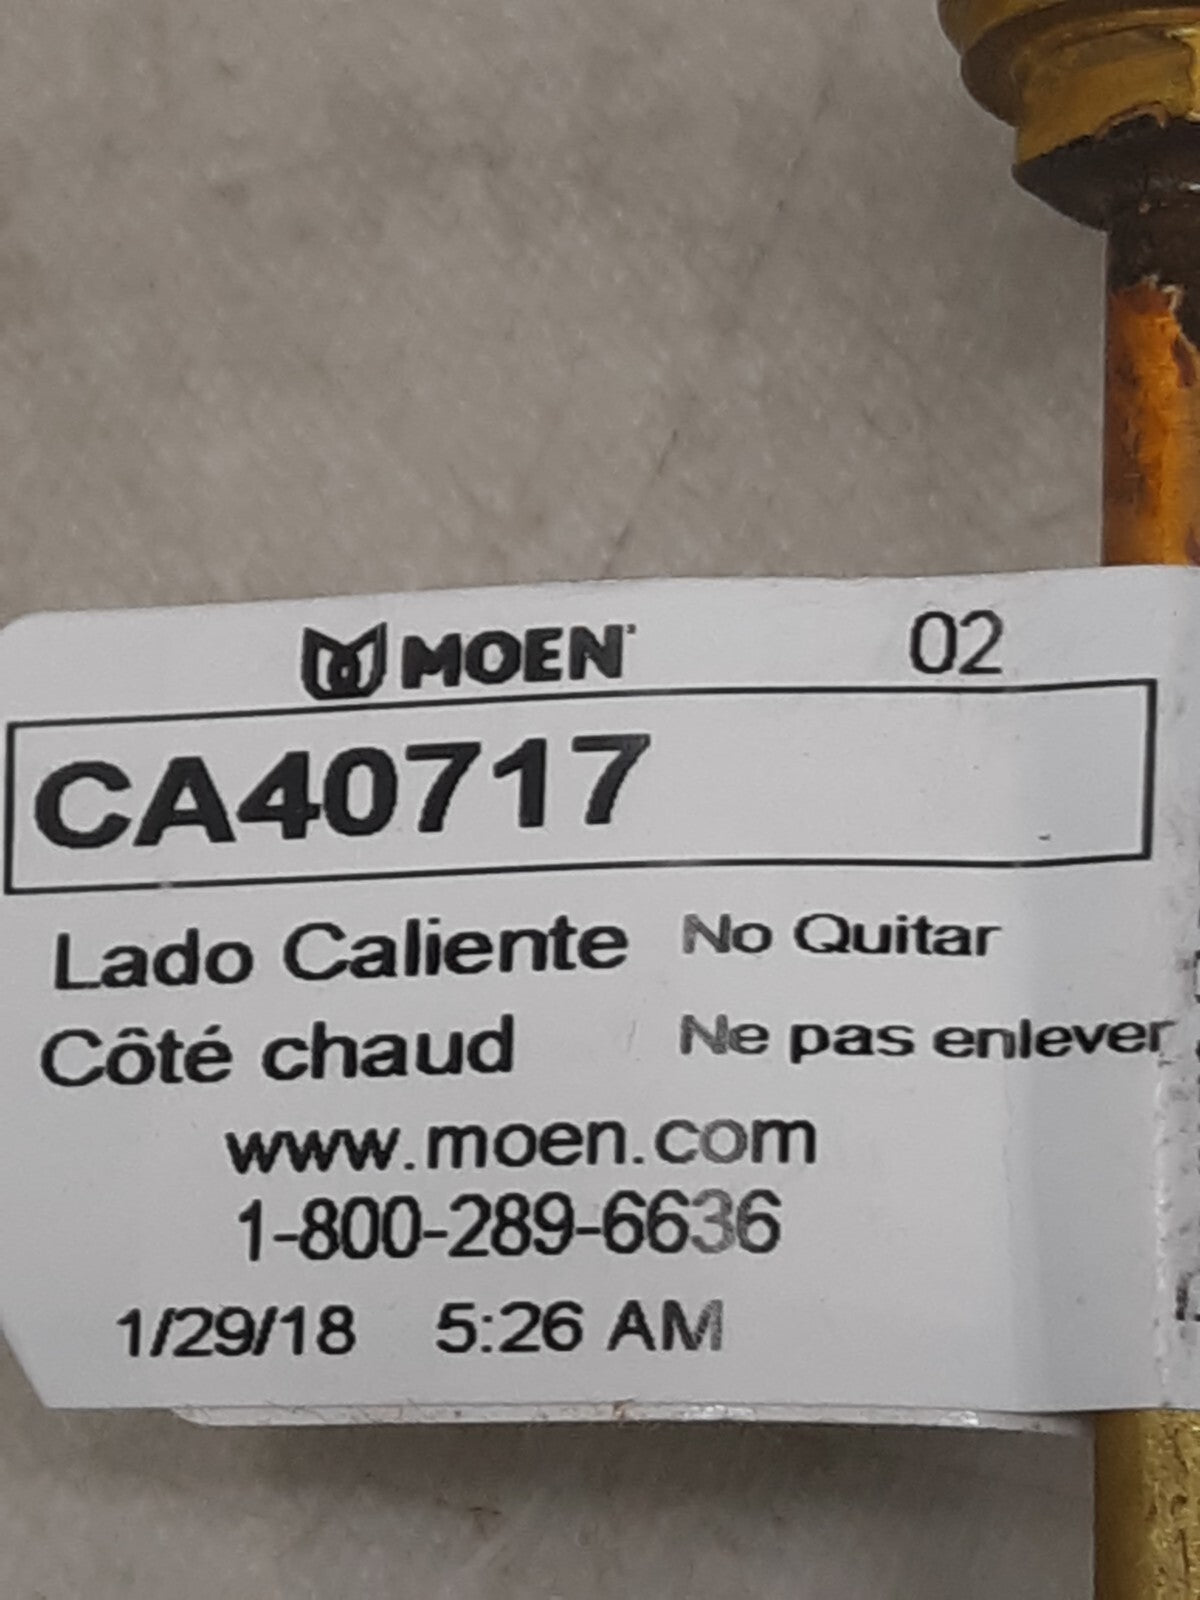 MOEN 02
CA40717
Lado Caliente No Quitar
Côté chaud Ne pas enlever
www.moen.com
1-800-289-6636
1/29/18 5:26 AM